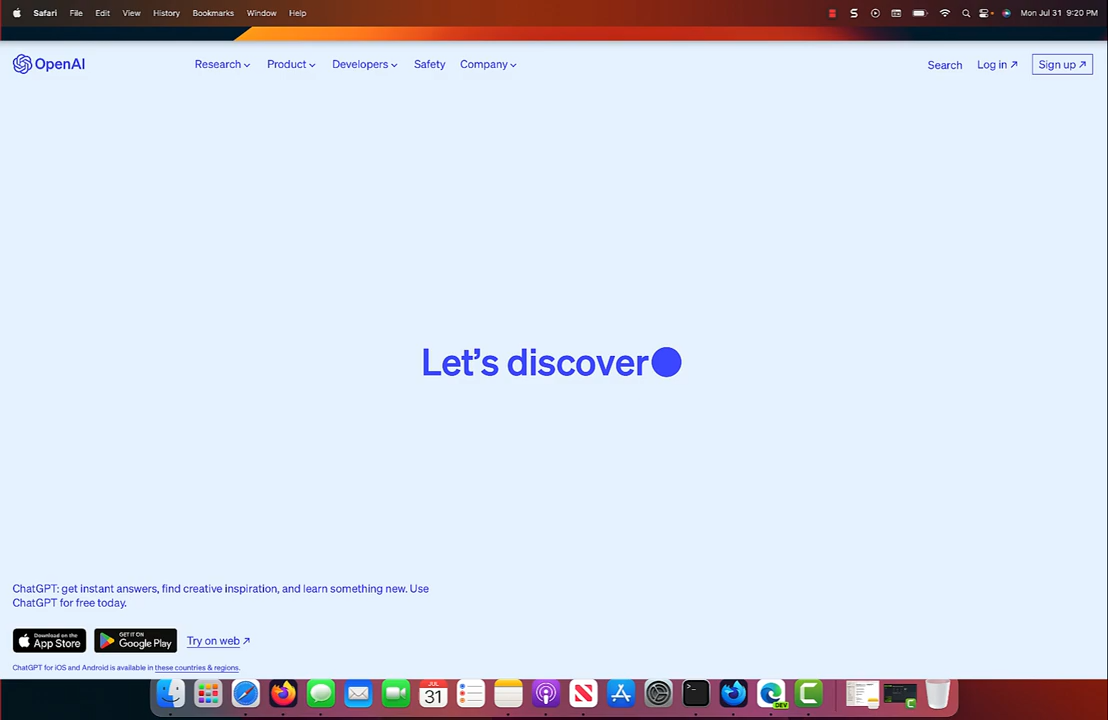 Safari File Edit View History Bookmarks Window Help Mon Jul 31 9:20 PM
OpenAI Research Product Developers Safety Company Search Log in ↗ Sign up ↗
Let's discover
ChatGPT: get instant answers, find creative inspiration, and learn something new. Use
ChatGPT for free today.
Download on the
App Store
GET IT ON
Google Play
Try on web ↗
ChatGPT for iOS and Android is available in these countries & regions.
JUL
31
DEV